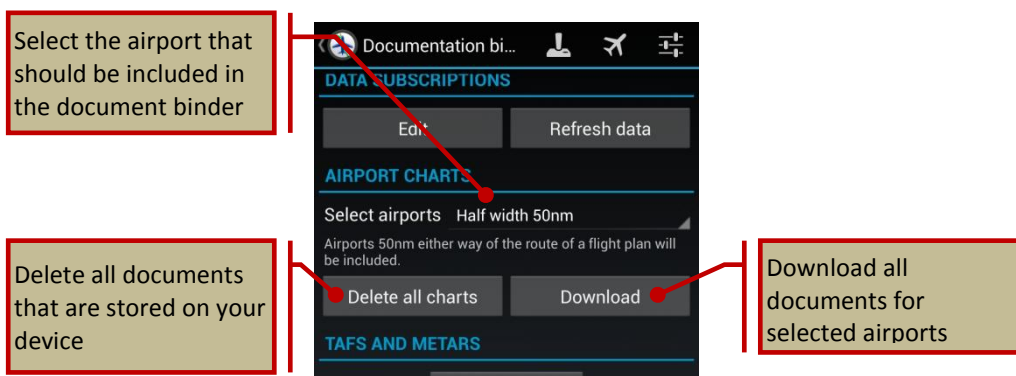 Select the airport that
should be included in
the document binder
Documentation bi...
DATA SUBSCRIPTIONS
Edit
Refresh data
AIRPORT CHARTS
Select airports Half width 50nm
Airports 50nm either way of the route of a flight plan will
be included.
Delete all documents
that are stored on your
device
Delete all charts
Download
Download all
documents for
selected airports
TAFS AND METARS